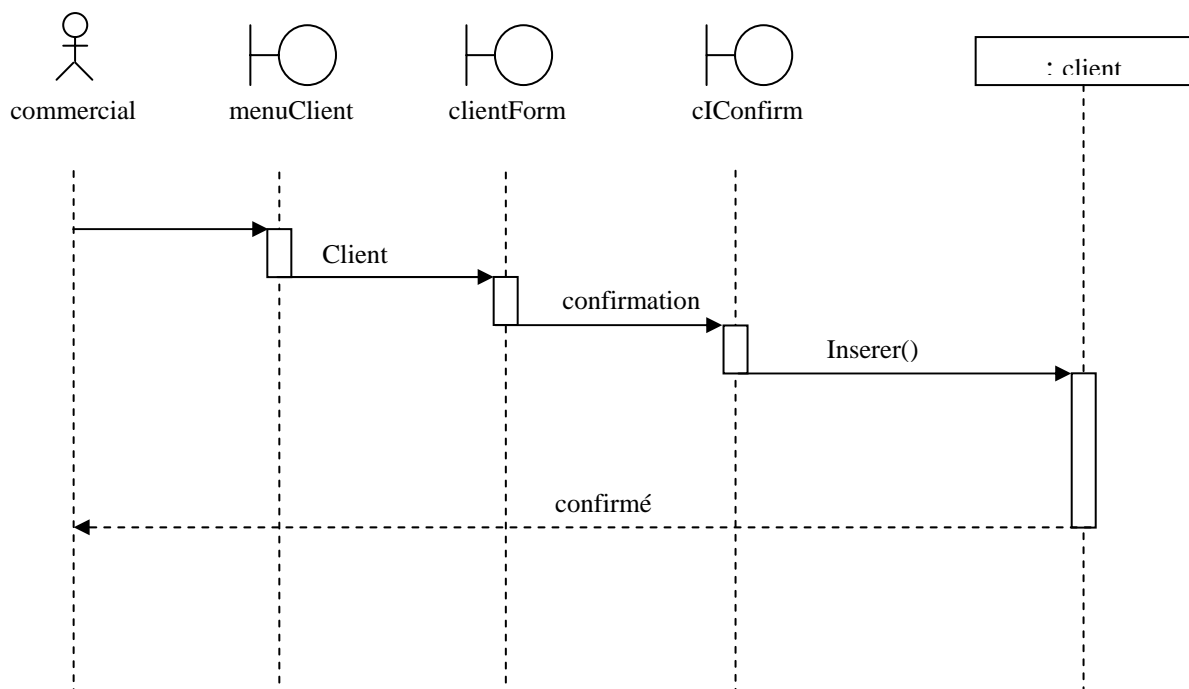 : client
commercial
menuClient
clientForm
cIConfirm
Client
confirmation
Inserer()
confirmé